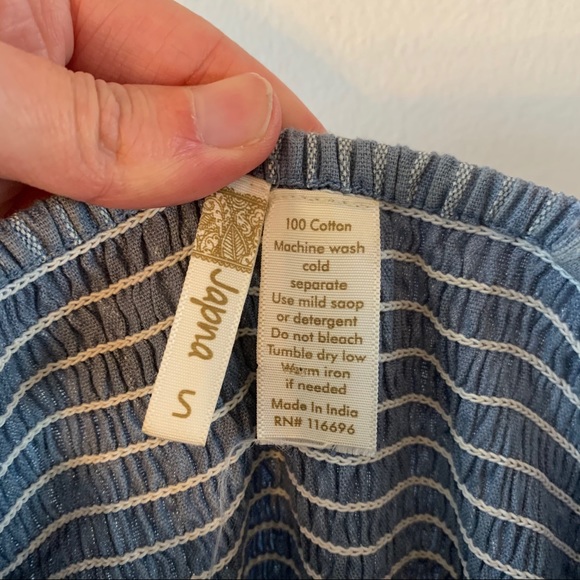 Japna
S
100 Cotton
Machine wash
cold
separate
Use mild saop
or detergent
Do not bleach
Tumble dry low
Warm iron
if needed
Made In India
RN# 116696